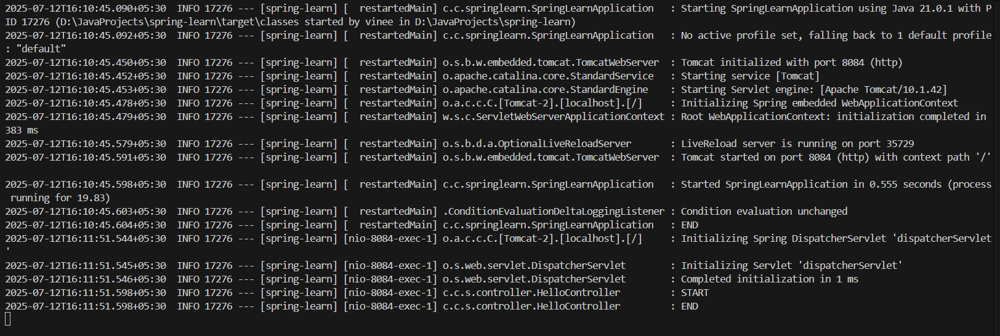 2025-07-12T16:10:45.090+05:30  INFO 17276 --- [spring-learn] [  restartedMain] c.c.springlearn.SpringLearnApplication   : Starting SpringLearnApplication using Java 21.0.1 with P
ID 17276 (D:\JavaProjects\spring-learn\target\classes started by vinee in D:\JavaProjects\spring-learn)
2025-07-12T16:10:45.092+05:30  INFO 17276 --- [spring-learn] [  restartedMain] c.c.springlearn.SpringLearnApplication   : No active profile set, falling back to 1 default profile
: "default"
2025-07-12T16:10:45.450+05:30  INFO 17276 --- [spring-learn] [  restartedMain] o.s.b.w.embedded.tomcat.TomcatWebServer  : Tomcat initialized with port 8084 (http)
2025-07-12T16:10:45.452+05:30  INFO 17276 --- [spring-learn] [  restartedMain] o.apache.catalina.core.StandardService   : Starting service [Tomcat]
2025-07-12T16:10:45.453+05:30  INFO 17276 --- [spring-learn] [  restartedMain] o.apache.catalina.core.StandardEngine    : Starting Servlet engine: [Apache Tomcat/10.1.42]
2025-07-12T16:10:45.478+05:30  INFO 17276 --- [spring-learn] [  restartedMain] o.a.c.c.C.[Tomcat-2].[localhost].[/]     : Initializing Spring embedded WebApplicationContext
2025-07-12T16:10:45.479+05:30  INFO 17276 --- [spring-learn] [  restartedMain] w.s.c.ServletWebServerApplicationContext : Root WebApplicationContext: initialization completed in
383 ms
2025-07-12T16:10:45.579+05:30  INFO 17276 --- [spring-learn] [  restartedMain] o.s.b.d.a.OptionalLiveReloadServer       : LiveReload server is running on port 35729
2025-07-12T16:10:45.591+05:30  INFO 17276 --- [spring-learn] [  restartedMain] o.s.b.w.embedded.tomcat.TomcatWebServer  : Tomcat started on port 8084 (http) with context path '/'
2025-07-12T16:10:45.598+05:30  INFO 17276 --- [spring-learn] [  restartedMain] c.c.springlearn.SpringLearnApplication   : Started SpringLearnApplication in 0.555 seconds (process
 running for 19.83)
2025-07-12T16:10:45.603+05:30  INFO 17276 --- [spring-learn] [  restartedMain] .ConditionEvaluationDeltaLoggingListener : Condition evaluation unchanged
2025-07-12T16:10:45.604+05:30  INFO 17276 --- [spring-learn] [  restartedMain] c.c.springlearn.SpringLearnApplication   : END
2025-07-12T16:11:51.544+05:30  INFO 17276 --- [spring-learn] [nio-8084-exec-1] o.a.c.c.C.[Tomcat-2].[localhost].[/]     : Initializing Spring DispatcherServlet 'dispatcherServlet
'
2025-07-12T16:11:51.545+05:30  INFO 17276 --- [spring-learn] [nio-8084-exec-1] o.s.web.servlet.DispatcherServlet        : Initializing Servlet 'dispatcherServlet'
2025-07-12T16:11:51.546+05:30  INFO 17276 --- [spring-learn] [nio-8084-exec-1] o.s.web.servlet.DispatcherServlet        : Completed initialization in 1 ms
2025-07-12T16:11:51.598+05:30  INFO 17276 --- [spring-learn] [nio-8084-exec-1] c.c.s.controller.HelloController         : START
2025-07-12T16:11:51.598+05:30  INFO 17276 --- [spring-learn] [nio-8084-exec-1] c.c.s.controller.HelloController         : END